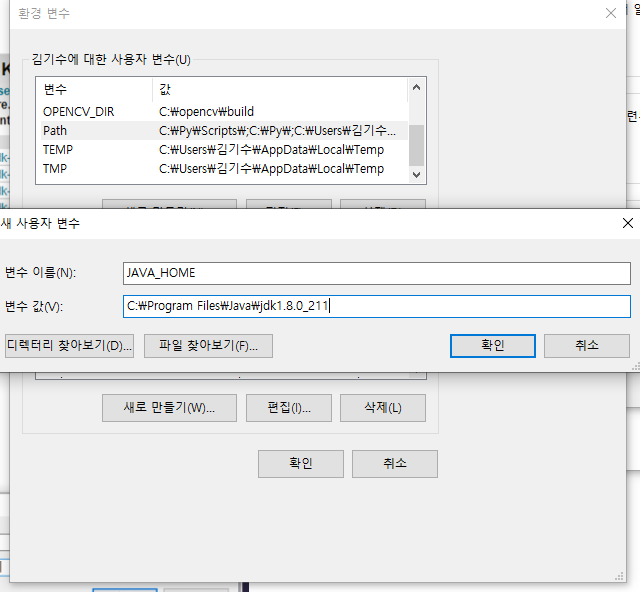 환경 변수
김기수에 대한 사용자 변수(U)
변수 값
OPENCV_DIR C:₩opencv₩build
Path C:₩Py₩Scripts₩;C:₩Py₩;C:₩Users₩김기수...
TEMP C:₩Users₩김기수₩AppData₩Local₩Temp
TMP C:₩Users₩김기수₩AppData₩Local₩Temp
새 사용자 변수
변수 이름(N): JAVA_HOME
변수 값(V): C:₩Program Files₩Java₩jdk1.8.0_211
디렉터리 찾아보기(D)... 파일 찾아보기(F)... 확인 취소
새로 만들기(W)... 편집(I)... 삭제(L)
확인 취소